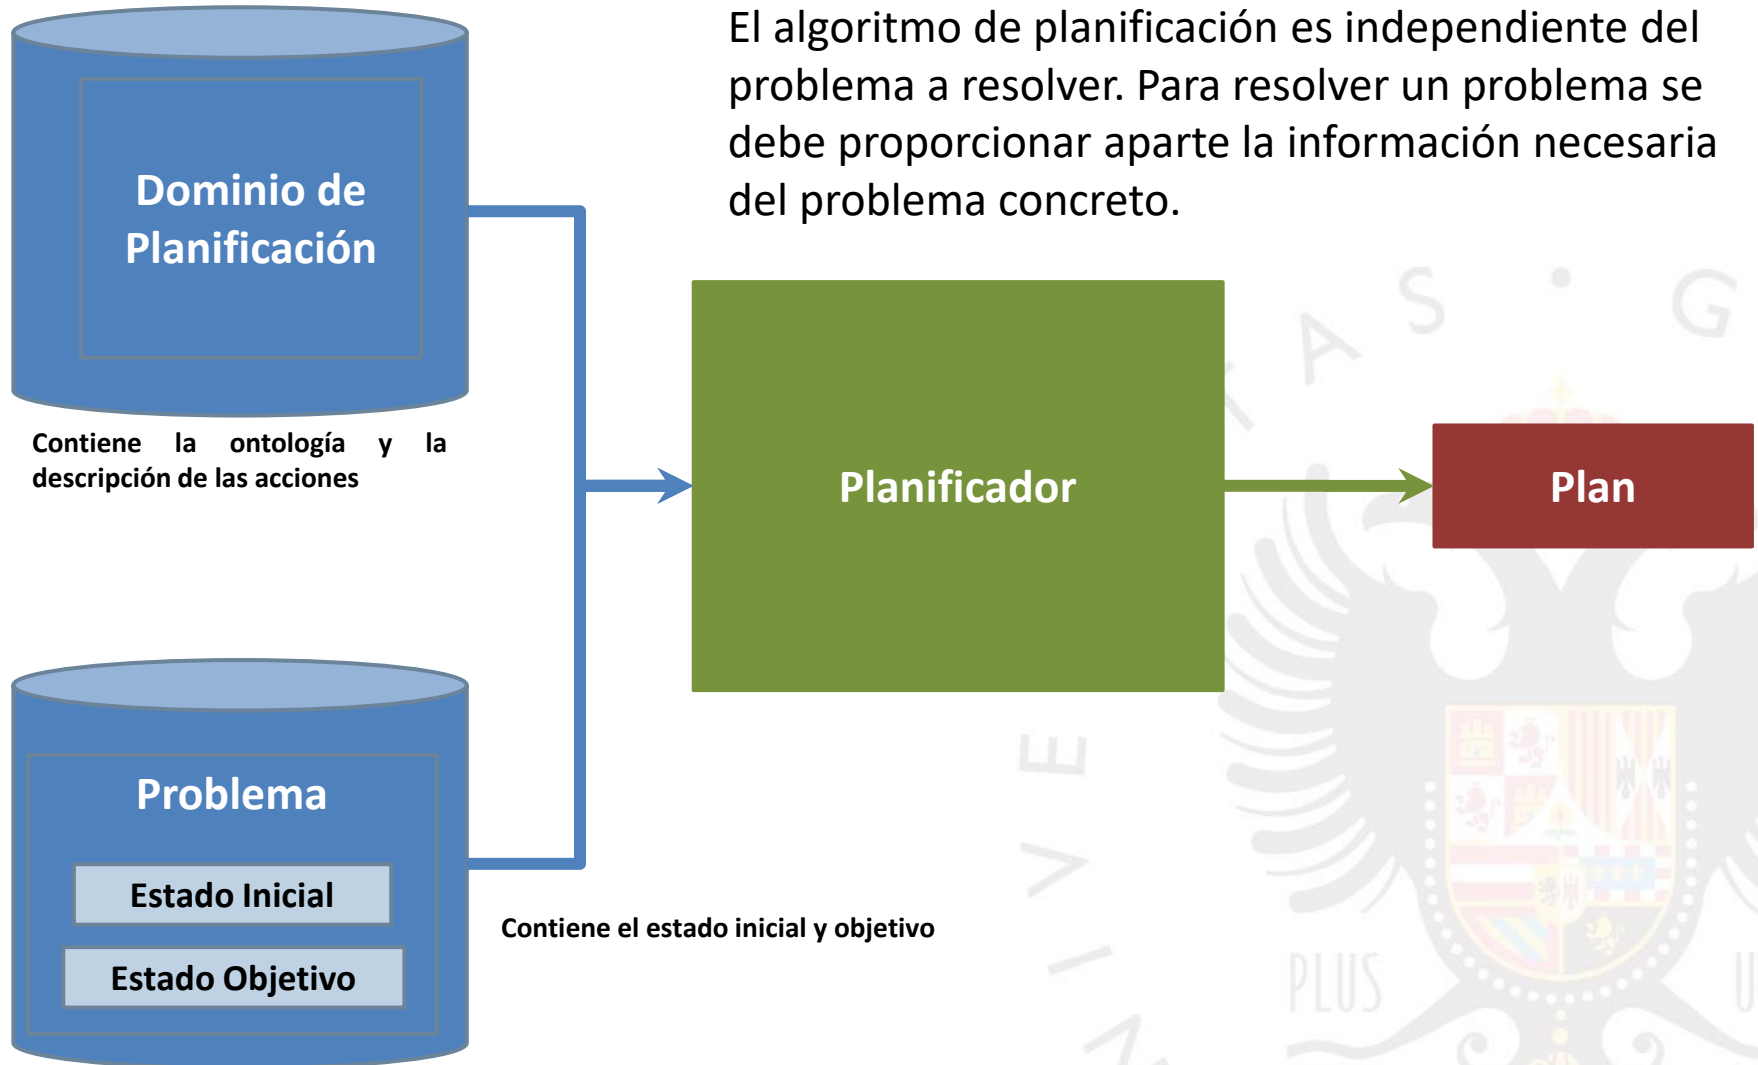 El algoritmo de planificación es independiente del
problema a resolver. Para resolver un problema se
debe proporcionar aparte la información necesaria
del problema concreto.
Dominio de
Planificación
Contiene la ontología y la
descripción de las acciones
Planificador
Plan
Problema
Estado Inicial
Estado Objetivo
Contiene el estado inicial y objetivo
PLUS